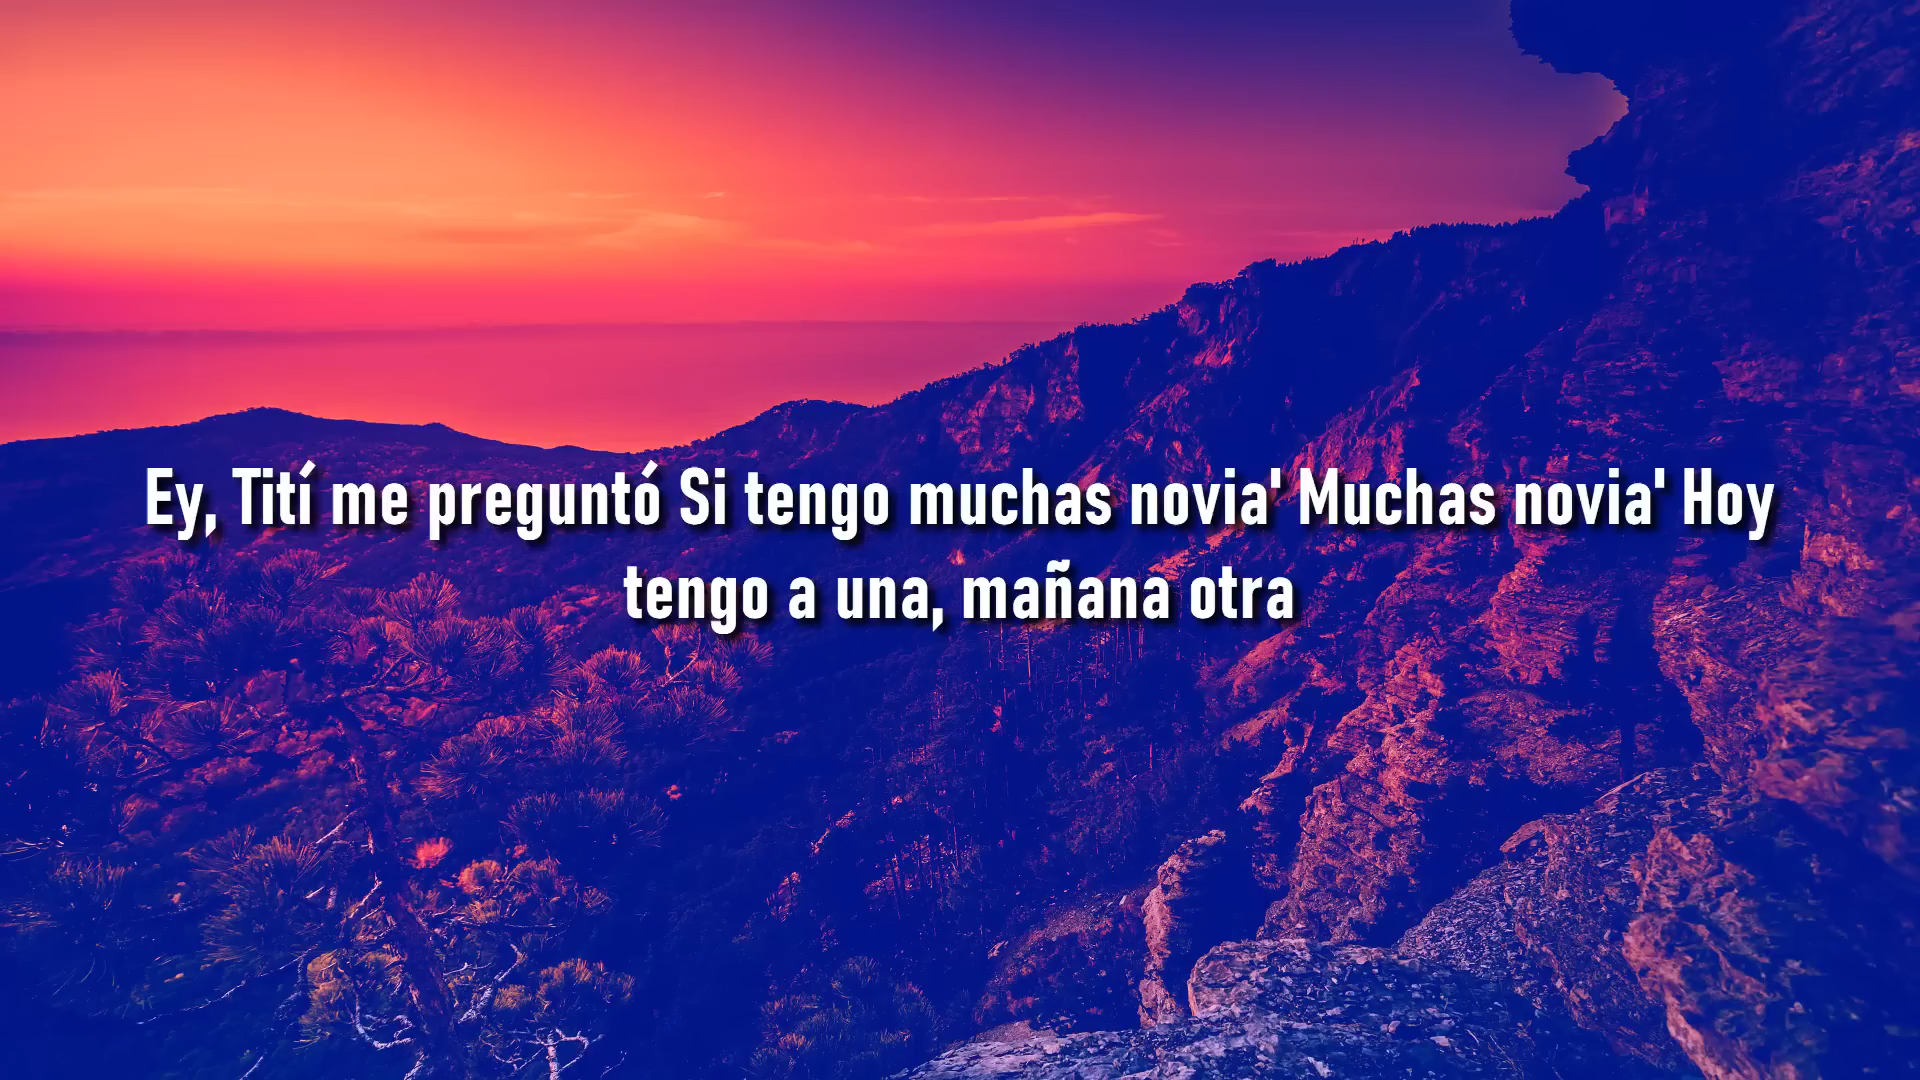 Ey, Tití me preguntó Si tengo muchas novia' Muchas novia' Hoy
tengo a una, mañana otra